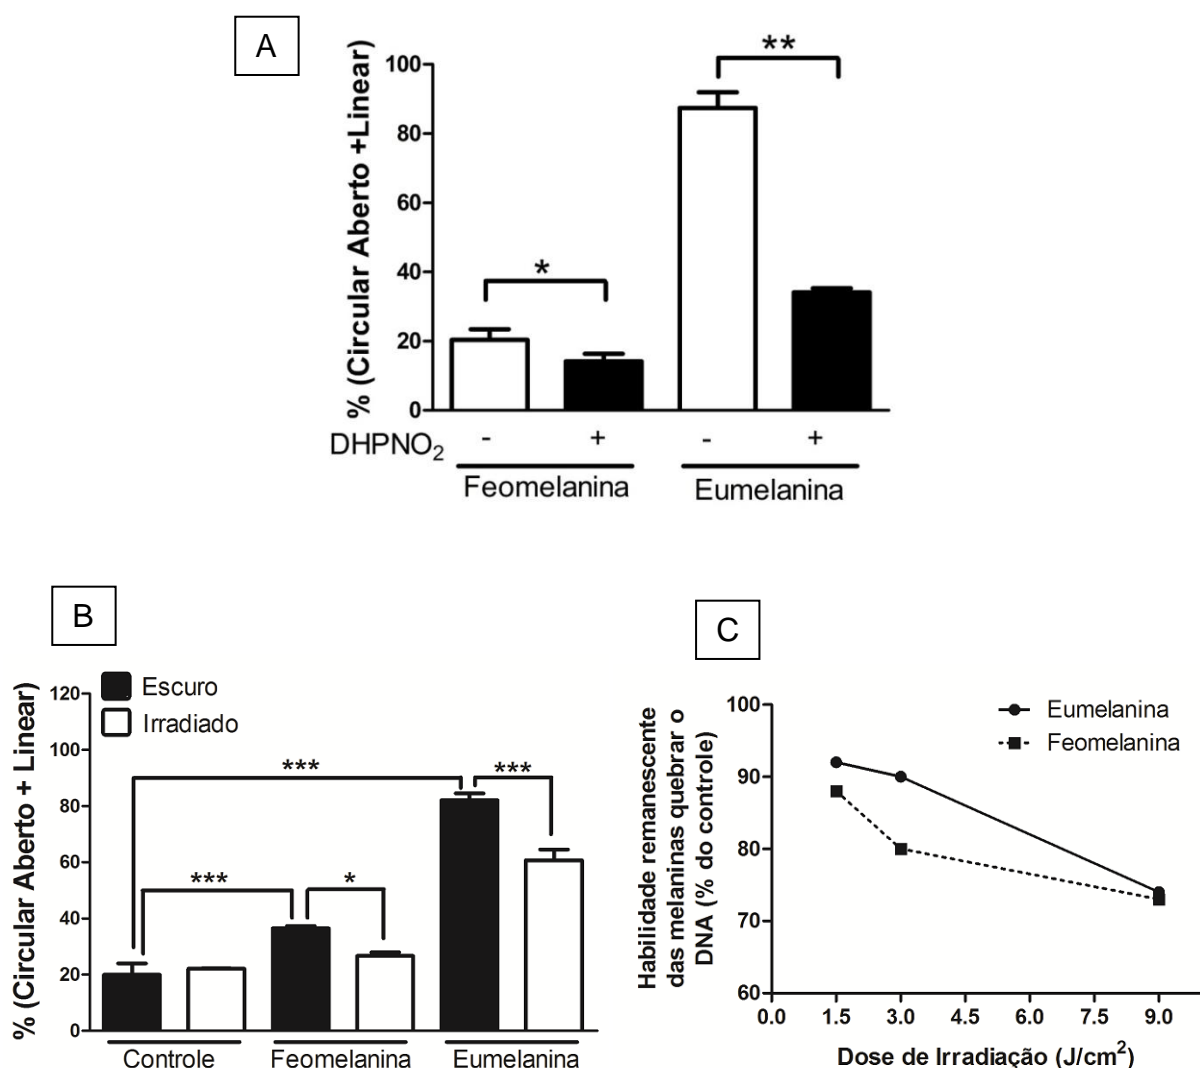 A
% (Circular Aberto +Linear)
100
80
60
40
20
0
*
**
DHPNO2 - + - +
Feomelanina Eumelanina
B
% (Circular Aberto + Linear)
Escuro
Irradiado
120
100
80
60
40
20
0
*** ***
*** *
Controle Feomelanina Eumelanina
C
Habilidade remanescente
das melaninas quebrar o
DNA (% do controle)
Eumelanina
Feomelanina
100
90
80
70
60
0.0 1.5 3.0 4.5 6.0 7.5 9.0
Dose de Irradiação (J/cm2)